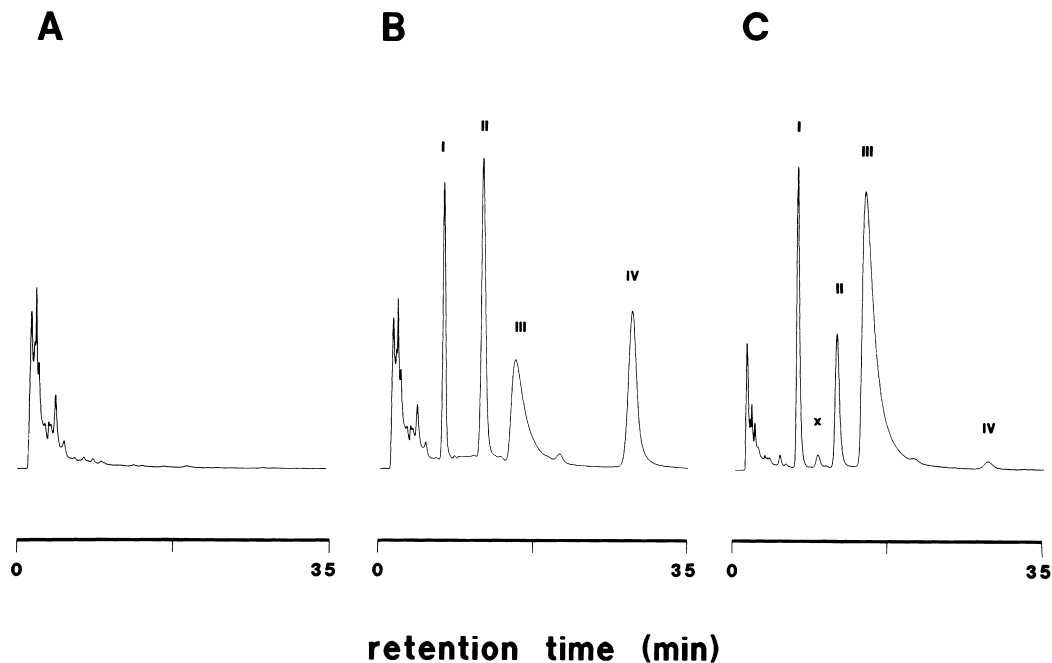 A B C
I II III IV
I x II III IV
0 35 0 35 0 35
retention time (min)